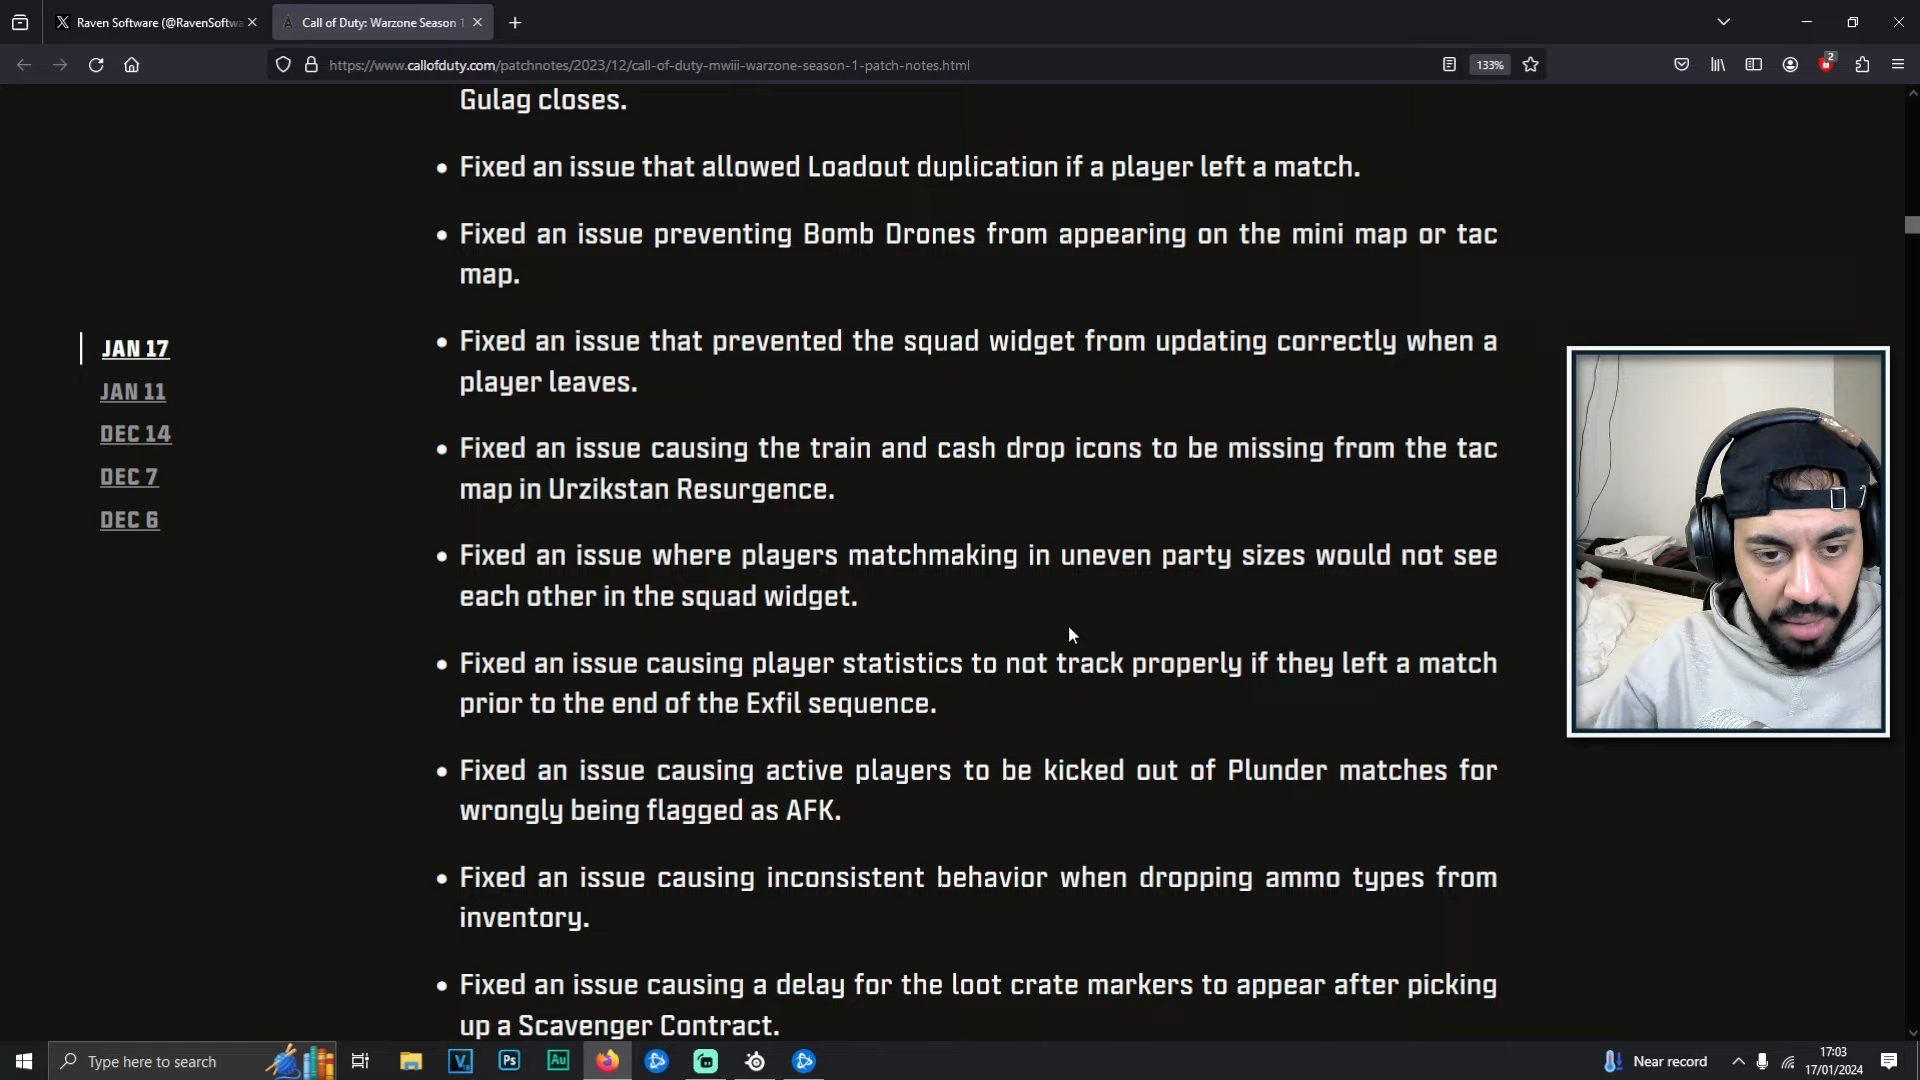 Raven Software (@RavenSoftwa
Call of Duty: Warzone Season 1
https://www.callofduty.com/patchnotes/2023/12/call-of-duty-mwiii-warzone-season-1-patch-notes.html
133%
2
Gulag closes.
• Fixed an issue that allowed Loadout duplication if a player left a match.
• Fixed an issue preventing Bomb Drones from appearing on the mini map or tac
map.
• Fixed an issue that prevented the squad widget from updating correctly when a
player leaves.
• Fixed an issue causing the train and cash drop icons to be missing from the tac
map in Urzikstan Resurgence.
• Fixed an issue where players matchmaking in uneven party sizes would not see
each other in the squad widget.
• Fixed an issue causing player statistics to not track properly if they left a match
prior to the end of the Exfil sequence.
• Fixed an issue causing active players to be kicked out of Plunder matches for
wrongly being flagged as AFK.
• Fixed an issue causing inconsistent behavior when dropping ammo types from
inventory.
• Fixed an issue causing a delay for the loot crate markers to appear after picking
up a Scavenger Contract.
JAN 17
JAN 11
DEC 14
DEC 7
DEC 6
Type here to search
Ps
Au
Near record
17:03
17/01/2024